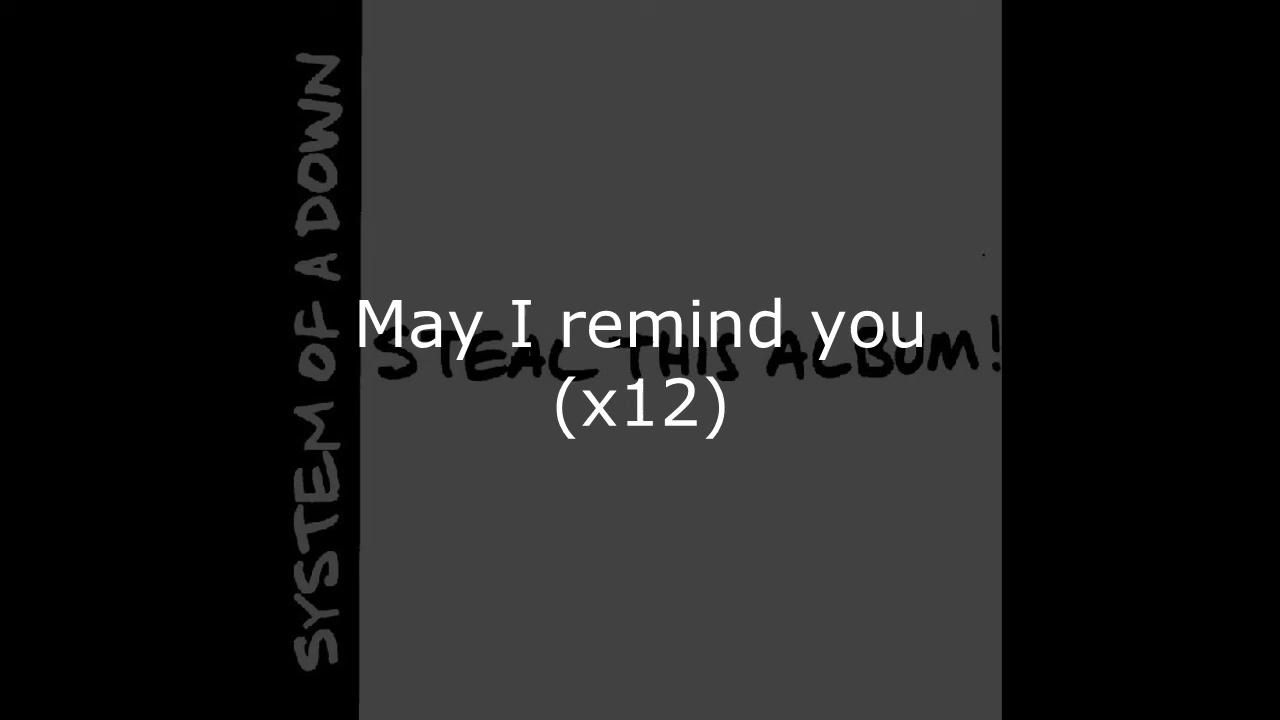 SYSTEM OF A DOWN
May I remind you
STEAL THIS ALBUM!
(x12)